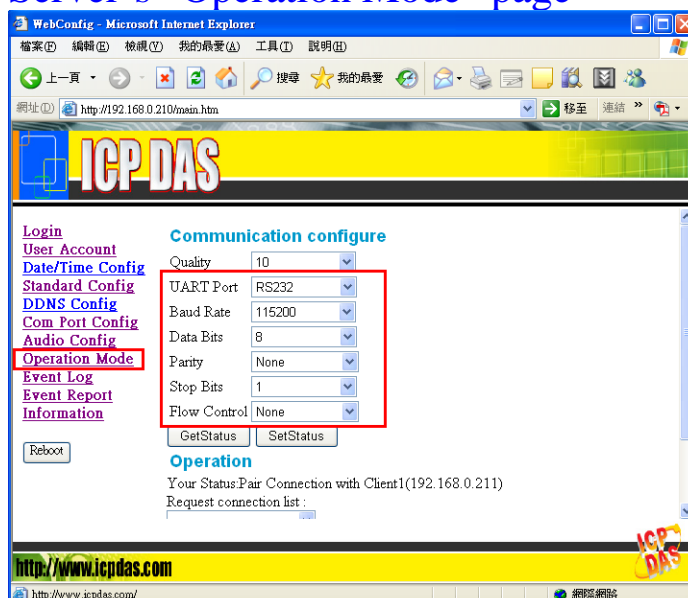 Server's "Operation Mode" page
WebConfig - Microsoft Internet Explorer
檔案(F) 編輯(E) 檢視(V) 我的最愛(A) 工具(T) 說明(H)
上一頁 搜尋 我的最愛
網址(D) http://192.168.0.210/main.htm 移至 連結 »
ICP DAS
Login
User Account
Date/Time Config
Standard Config
DDNS Config
Com Port Config
Audio Config
Operation Mode
Event Log
Event Report
Information
Reboot
Communication configure
Quality 10
UART Port RS232
Baud Rate 115200
Data Bits 8
Parity None
Stop Bits 1
Flow Control None
GetStatus SetStatus
Operation
Your Status:Pair Connection with Client1(192.168.0.211)
Request connection list :
http://www.icpdas.com
ICP DAS
http://www.icpdas.com/ 網際網路